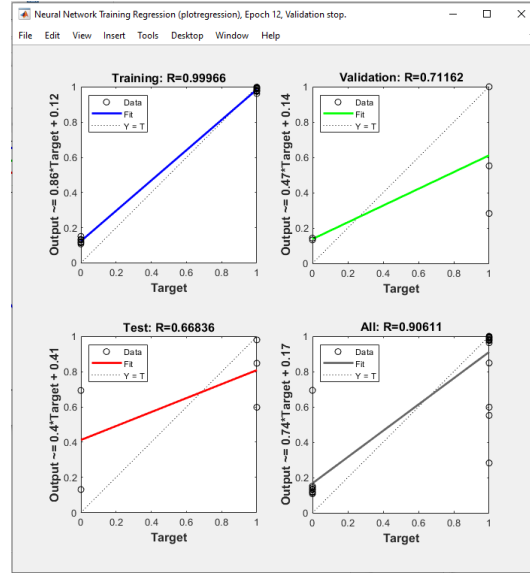 Neural Network Training Regression (plotregression), Epoch 12, Validation stop.
File Edit View Insert Tools Desktop Window Help
Training: R=0.99966
Output ~= 0.86*Target + 0.12
1
0.8
0.6
0.4
0.2
0
Data
Fit
Y = T
0 0.2 0.4 0.6 0.8 1
Target
Validation: R=0.71162
Output ~= 0.47*Target + 0.14
1
0.8
0.6
0.4
0.2
0
Data
Fit
Y = T
0 0.2 0.4 0.6 0.8 1
Target
Test: R=0.66836
Output ~= 0.4*Target + 0.41
1
0.8
0.6
0.4
0.2
0
Data
Fit
Y = T
0 0.2 0.4 0.6 0.8 1
Target
All: R=0.90611
Output ~= 0.74*Target + 0.17
1
0.8
0.6
0.4
0.2
0
Data
Fit
Y = T
0 0.2 0.4 0.6 0.8 1
Target